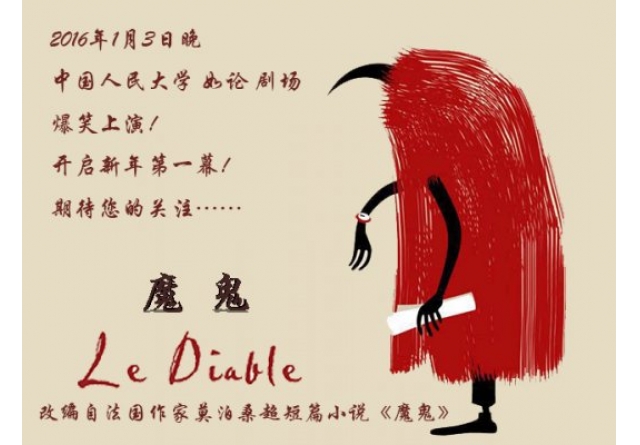 2016年1月3日晚
中国人民大学 如论剧场
爆笑上演！
开启新年第一幕！
期待您的关注……
魔 鬼
Le Diable
改编自法国作家莫泊桑超短篇小说《魔鬼》